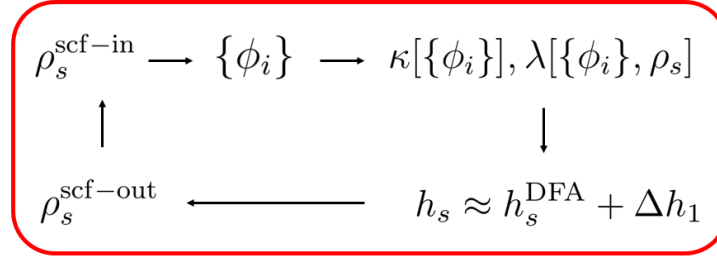 ρ_s^{scf−in} → {ϕ_i} → κ[{ϕ_i}], λ[{ϕ_i}, ρ_s]
ρ_s^{scf−out} ← h_s ≈ h_s^{DFA} + Δh_1